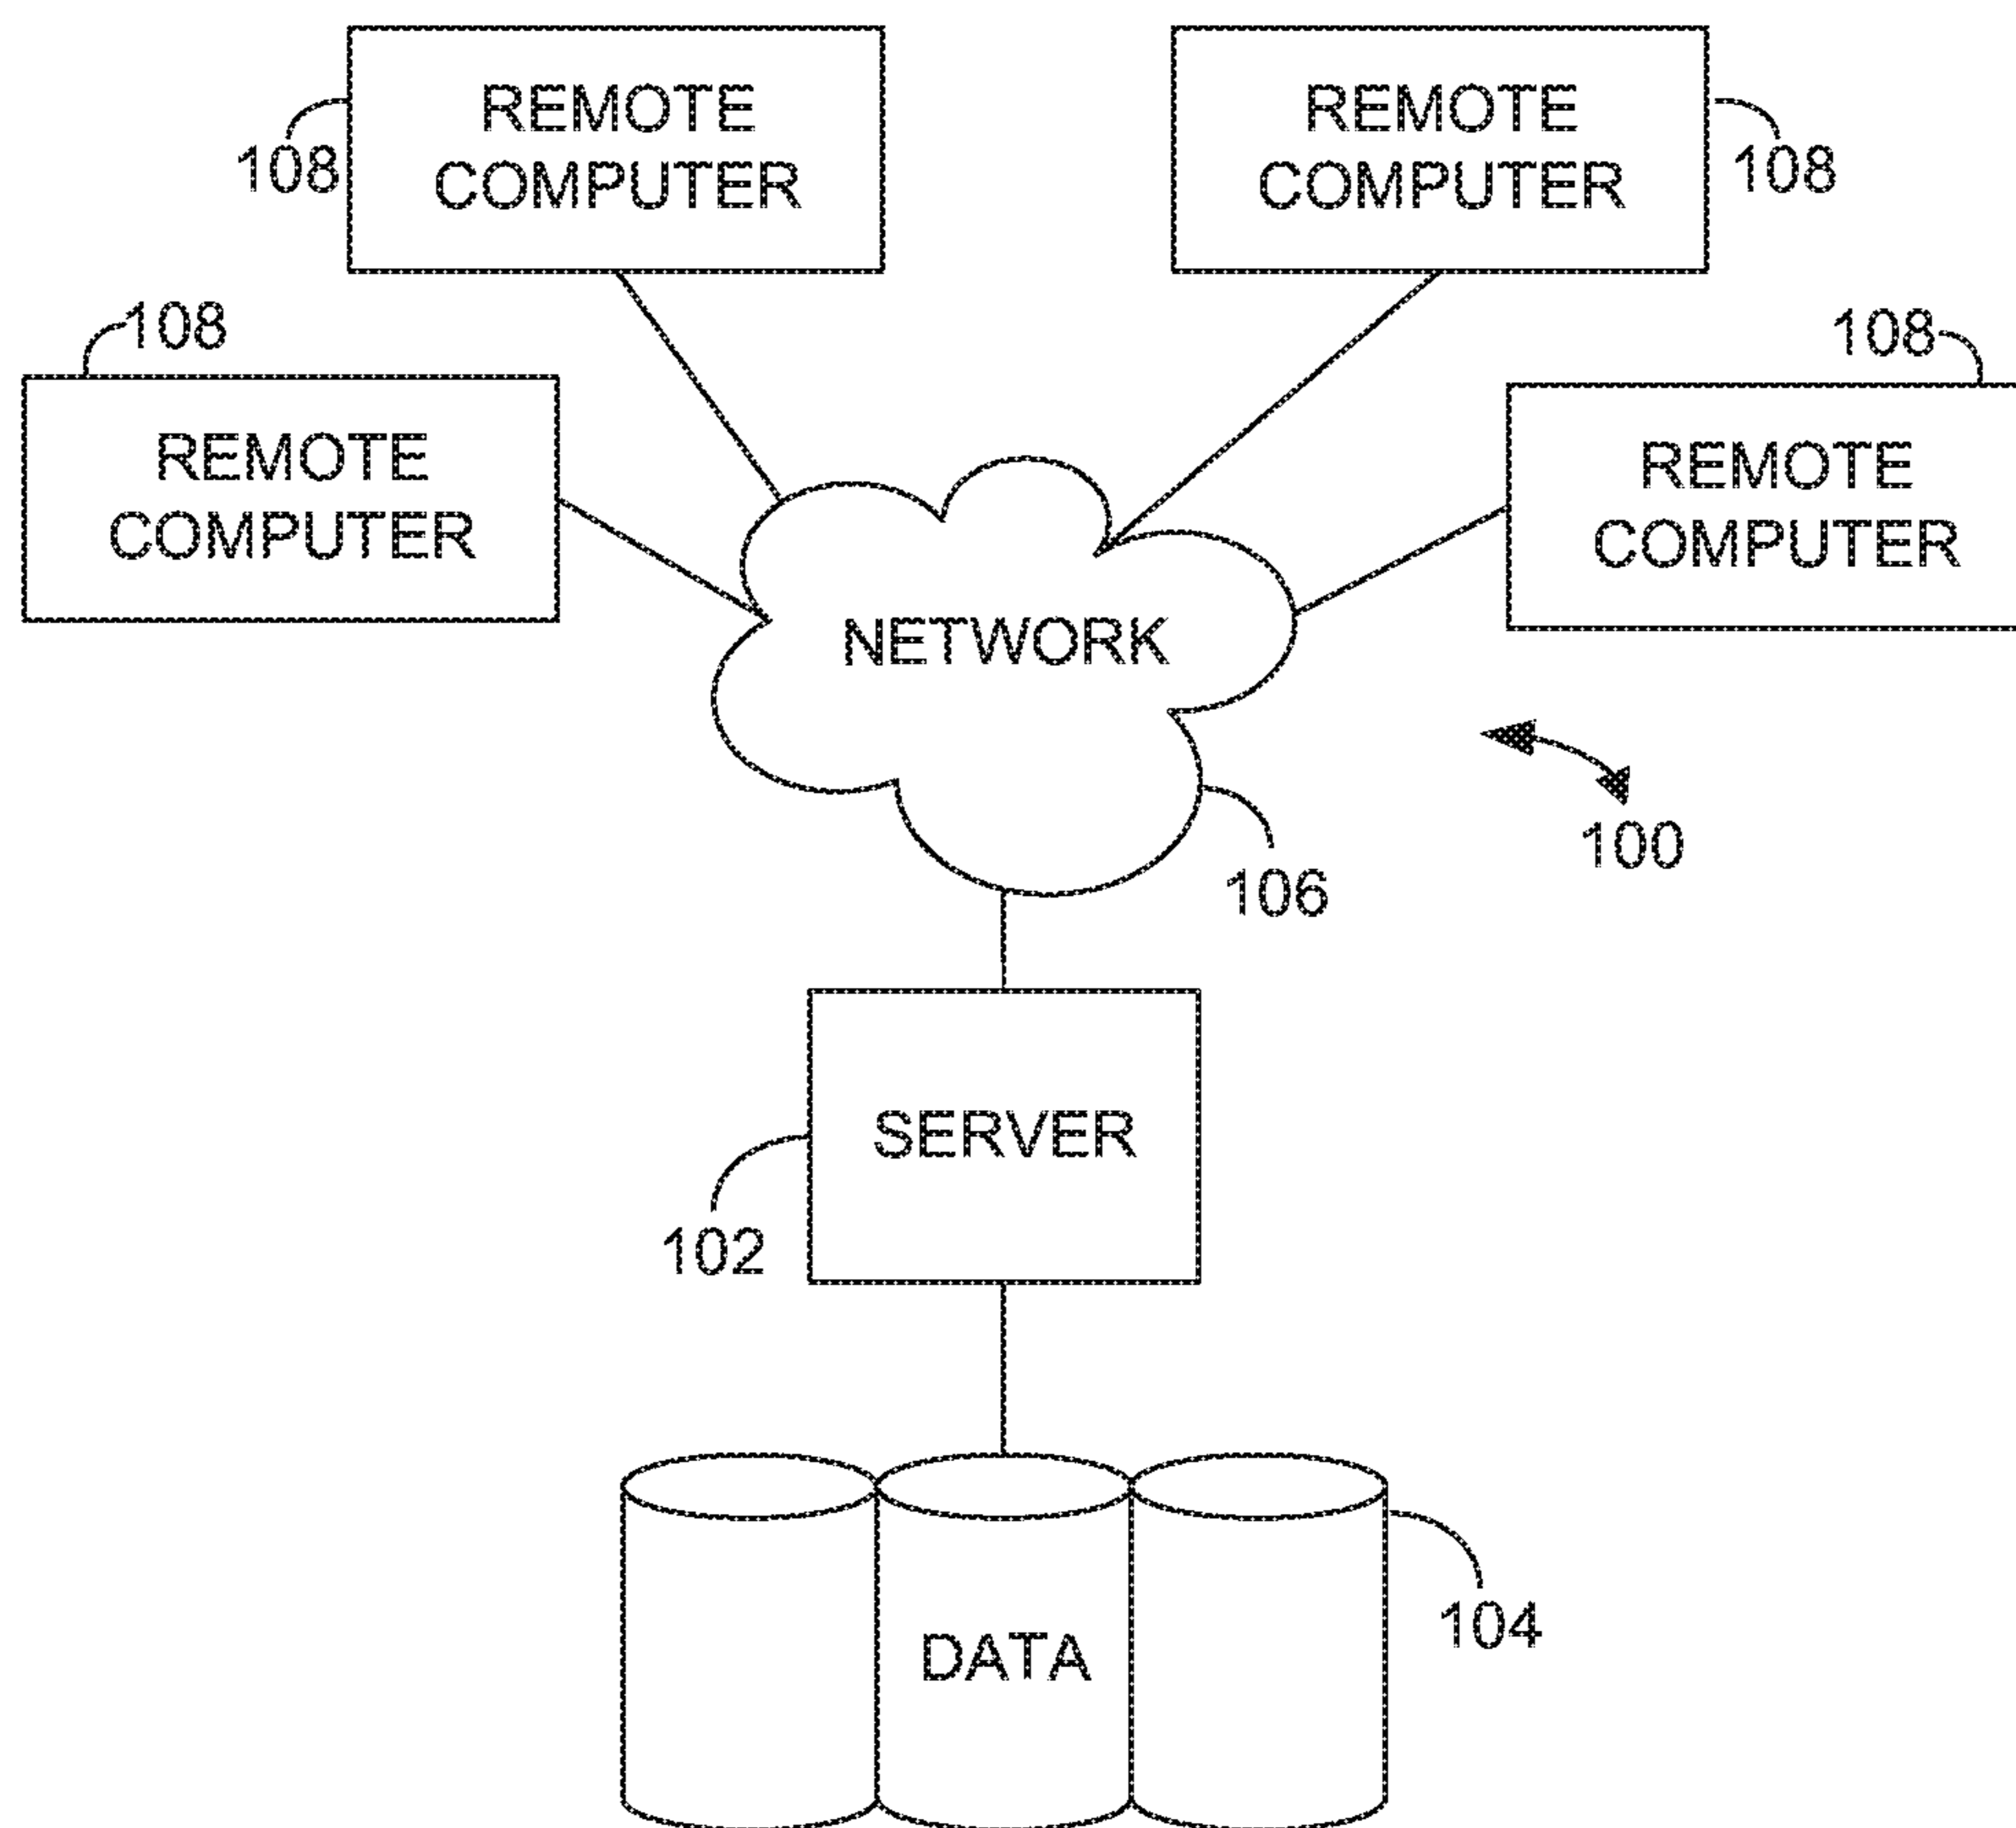 REMOTE
COMPUTER
108
REMOTE
COMPUTER
108
108
REMOTE
COMPUTER
108
REMOTE
COMPUTER
NETWORK
100
106
SERVER
102
104
DATA